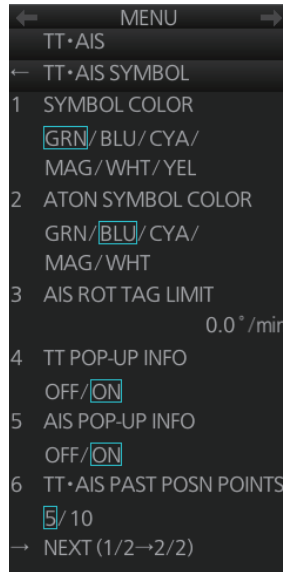 ← MENU →
TT•AIS
← TT•AIS SYMBOL
1 SYMBOL COLOR
GRN/BLU/CYA/
MAG/WHT/YEL
2 ATON SYMBOL COLOR
GRN/BLU/CYA/
MAG/WHT
3 AIS ROT TAG LIMIT
0.0°/min
4 TT POP-UP INFO
OFF/ON
5 AIS POP-UP INFO
OFF/ON
6 TT•AIS PAST POSN POINTS
5/10
→ NEXT (1/2→2/2)